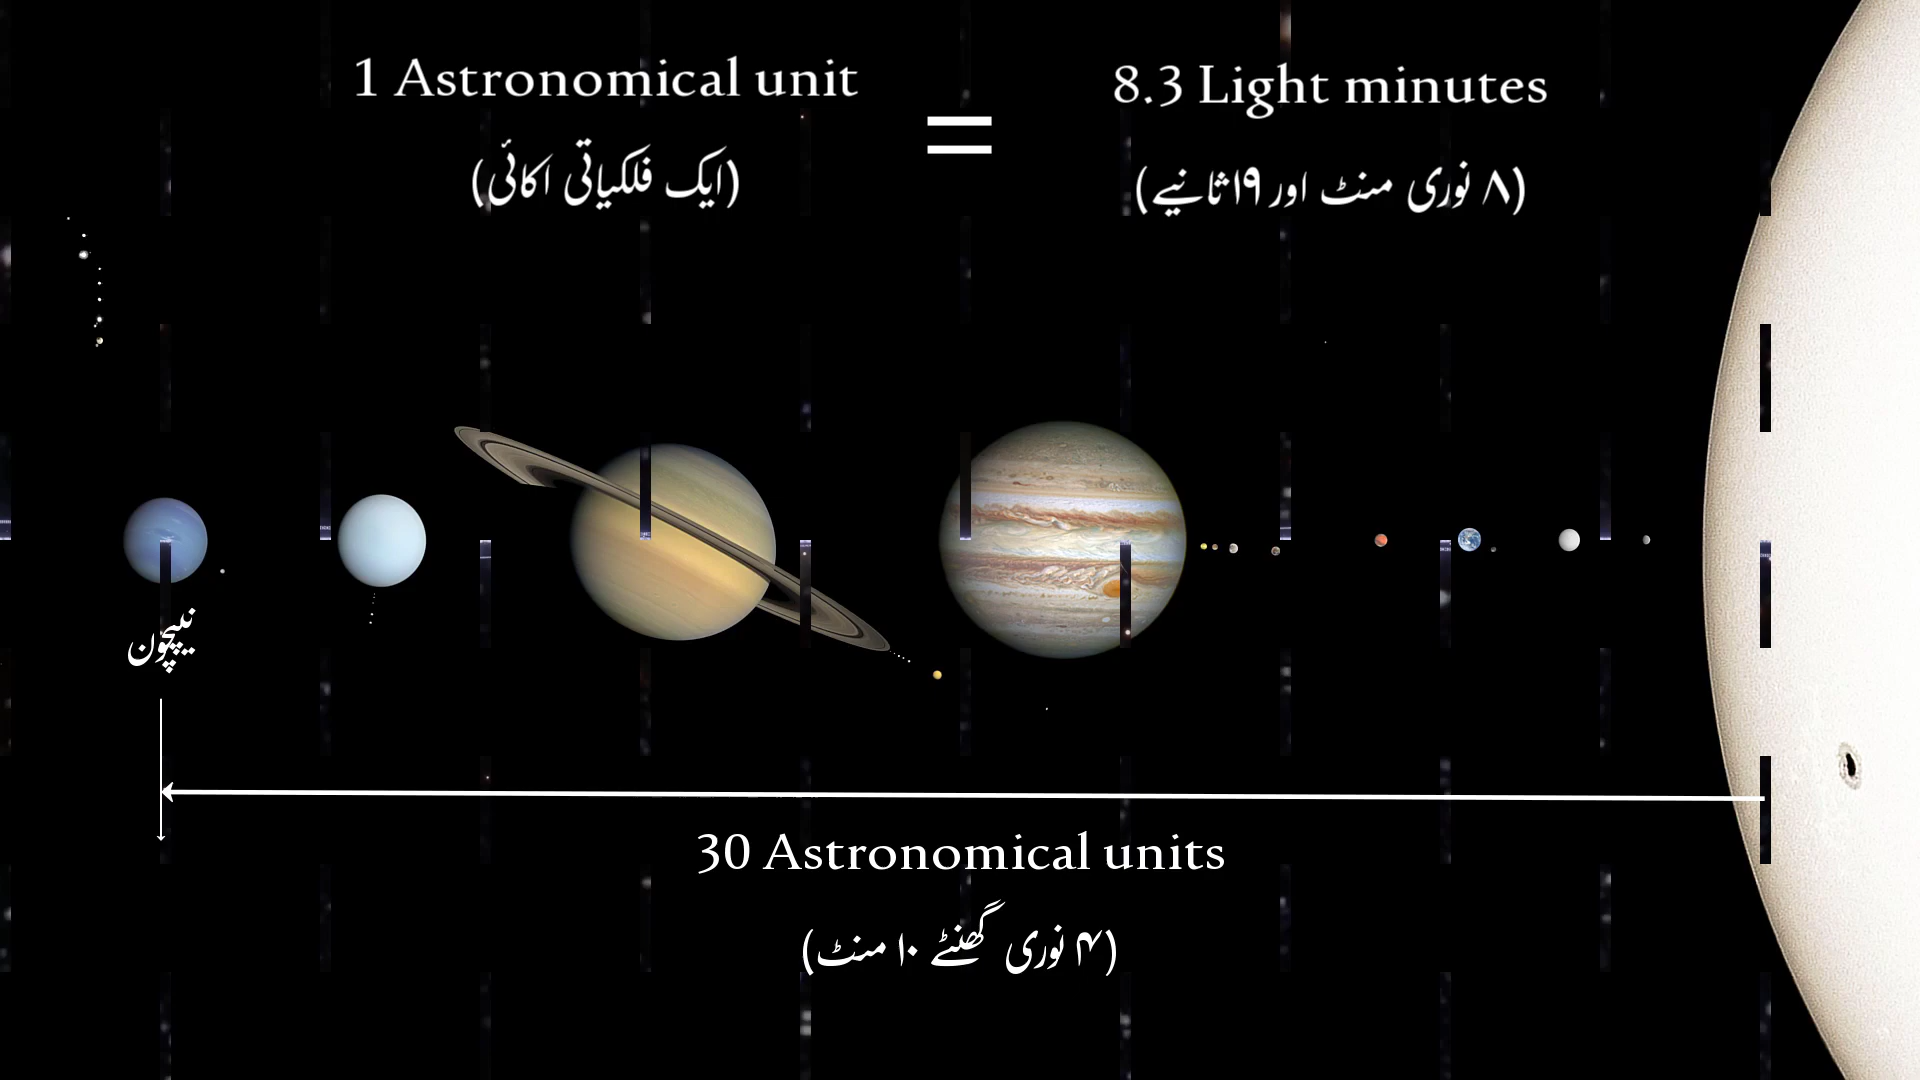 1 Astronomical unit
(ایک فلکیاتی اکائی)
=
8.3 Light minutes
(۸ نوری منٹ اور ۱۹ ثانیے)
نیپچون
30 Astronomical units
(۴ نوری گھنٹے ۱۰ منٹ)